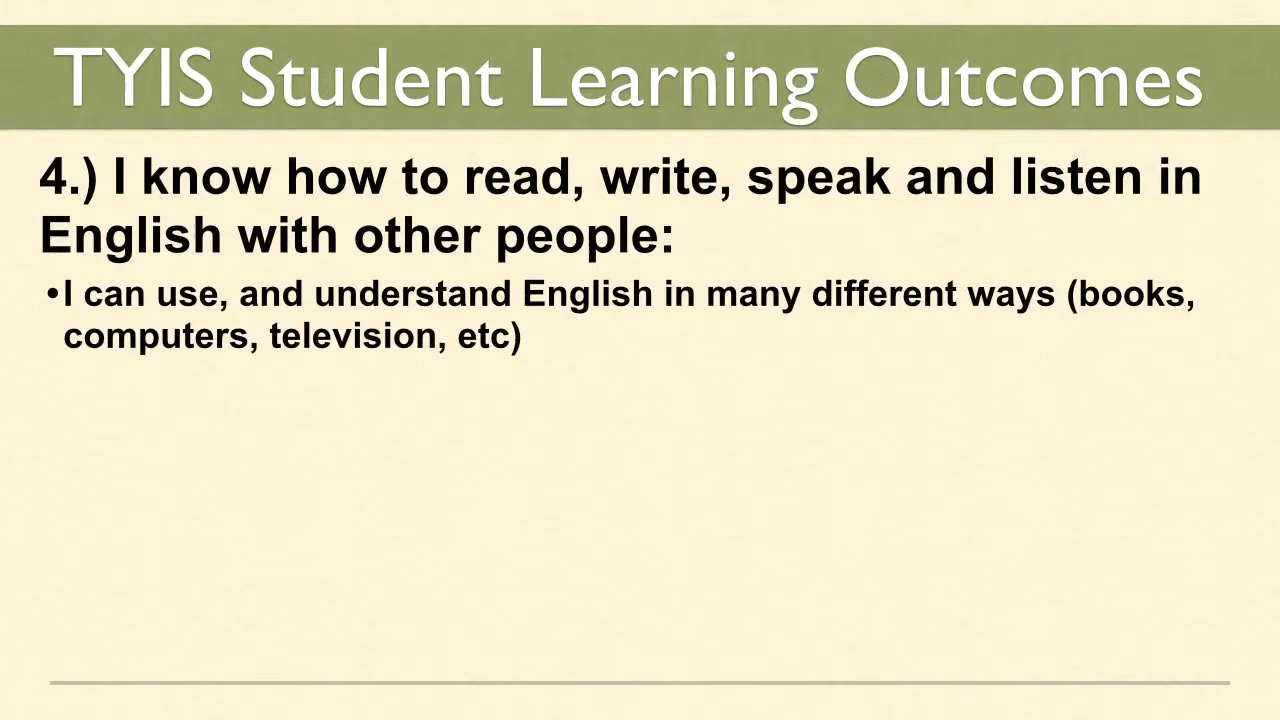 TYIS Student Learning Outcomes
4.) I know how to read, write, speak and listen in
English with other people:
•I can use, and understand English in many different ways (books,
computers, television, etc)